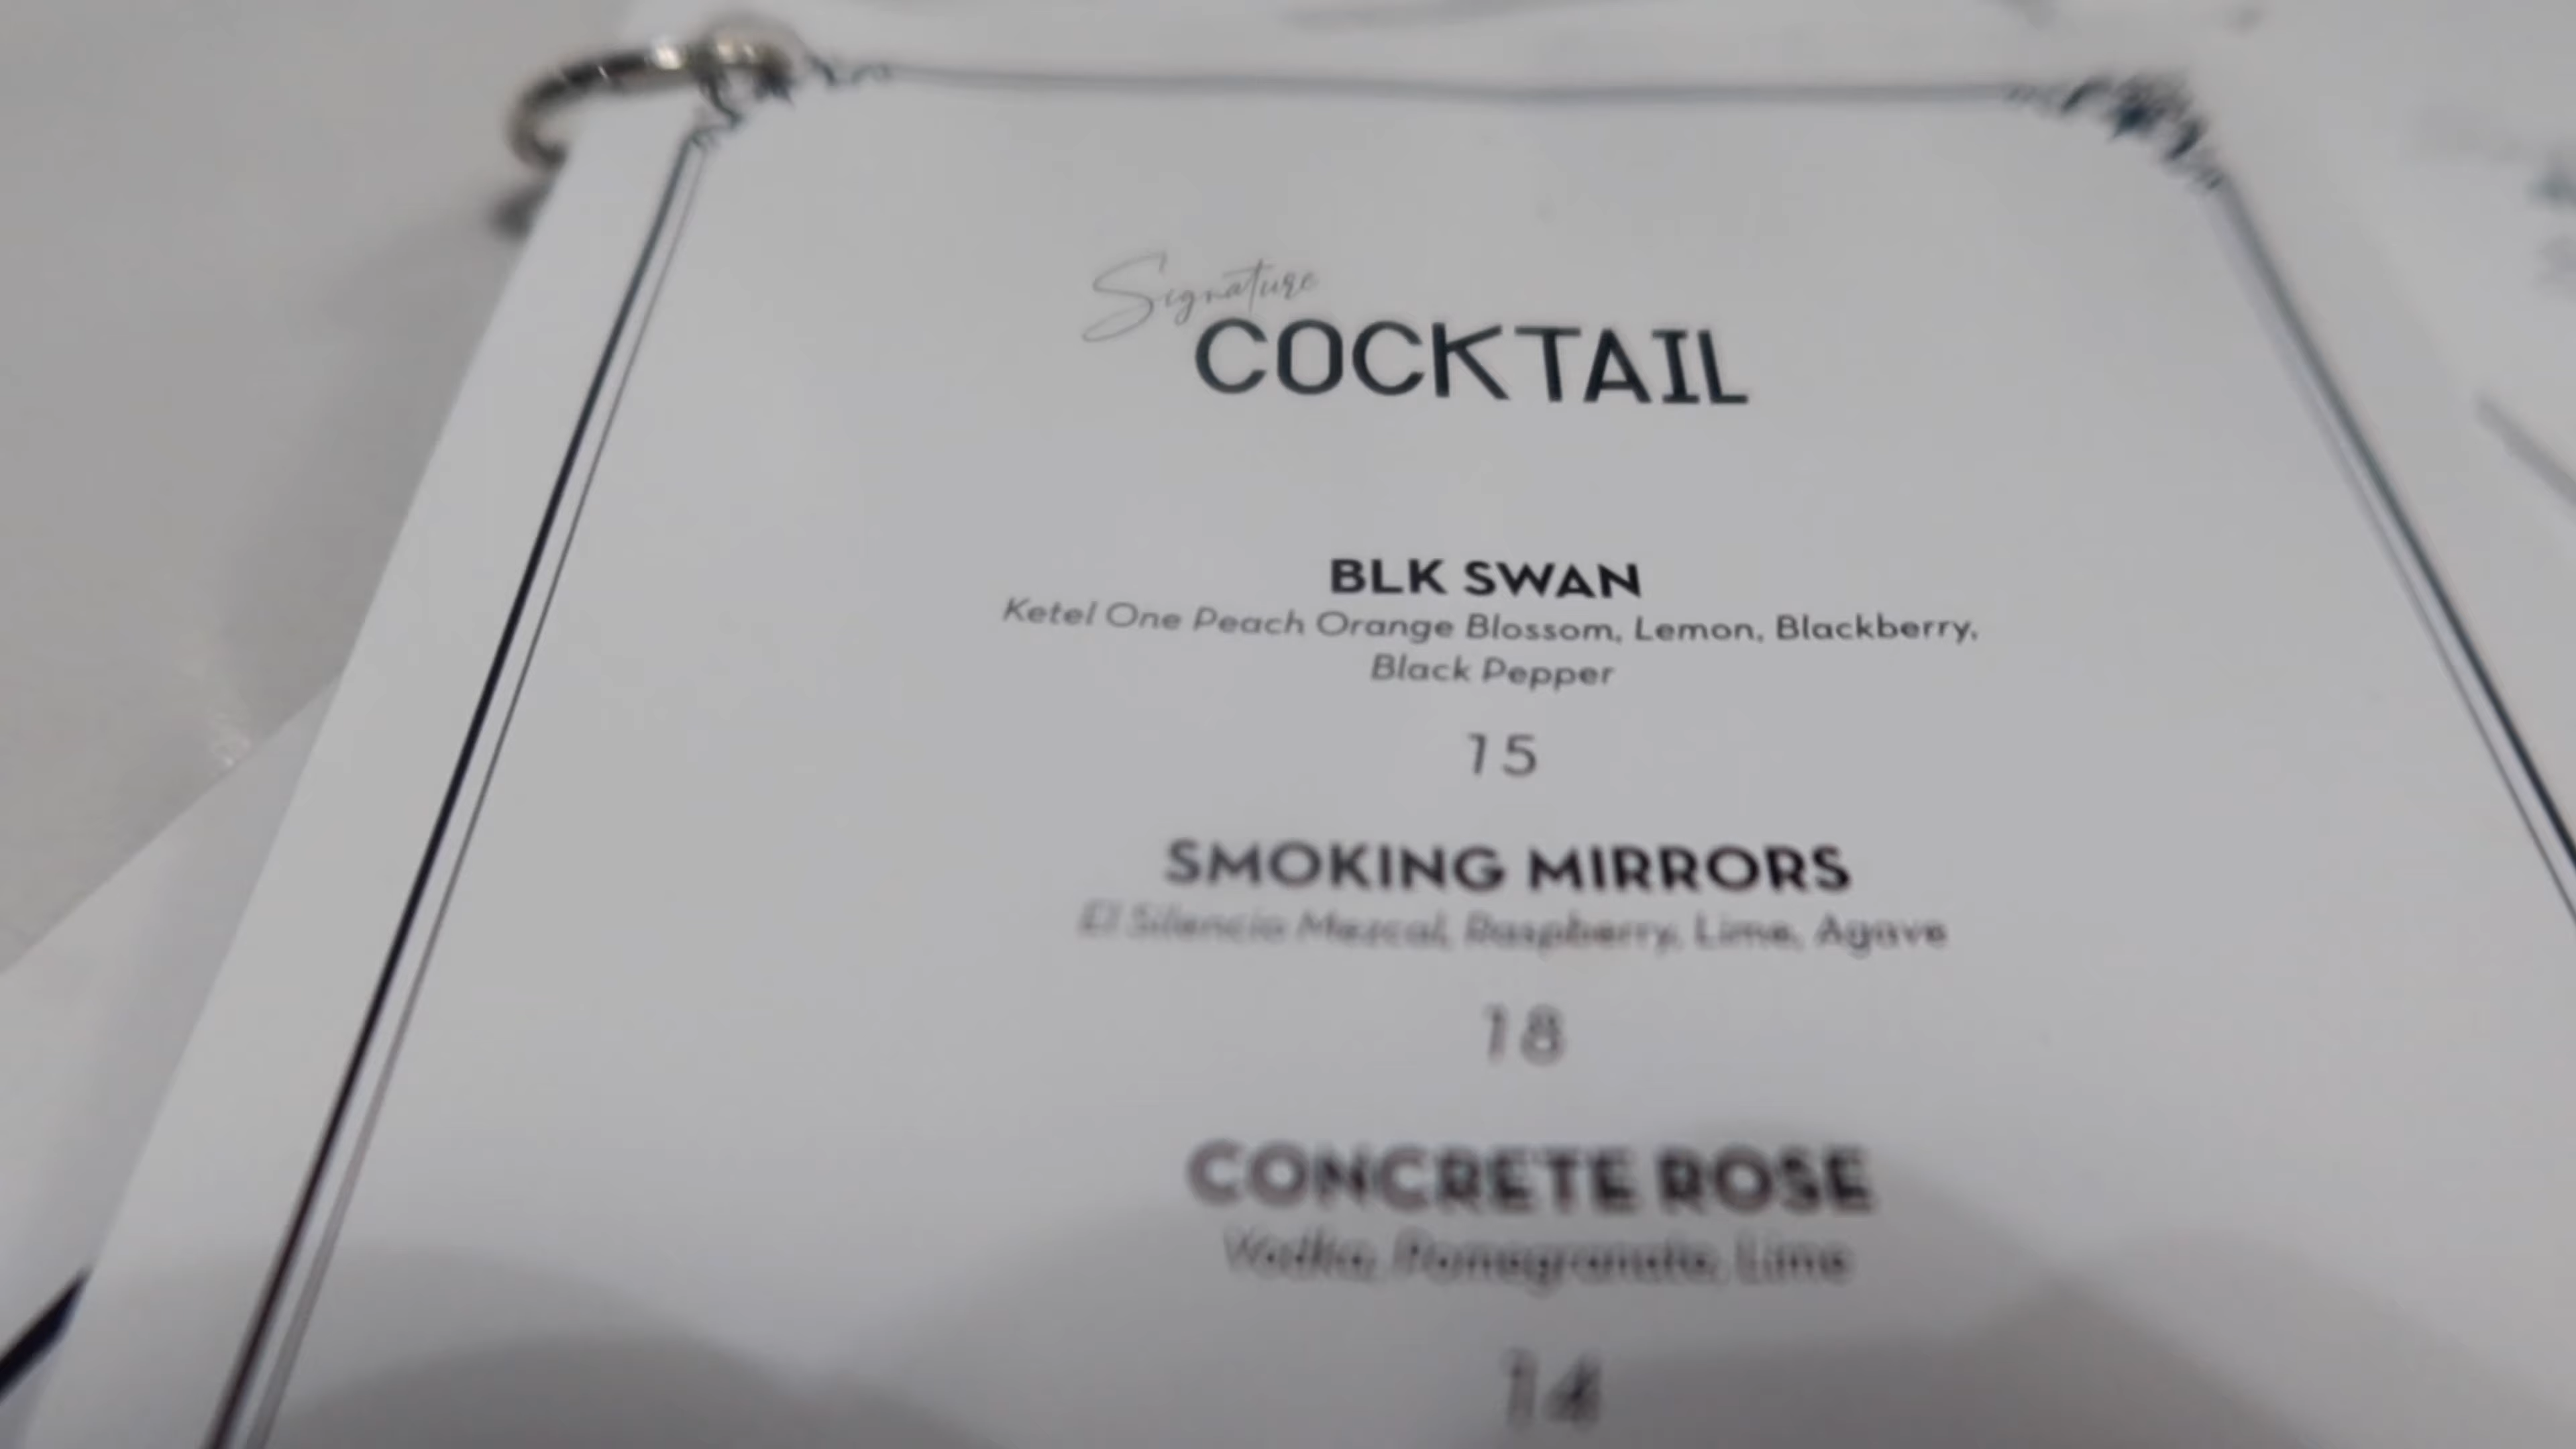 Signature
COCKTAIL
BLK SWAN
Ketel One Peach Orange Blossom, Lemon, Blackberry,
Black Pepper
15
SMOKING MIRRORS
El Silencio Mezcal, Raspberry, Lime, Agave
18
CONCRETE ROSE
Vodka, Pomegranate, Lime
14